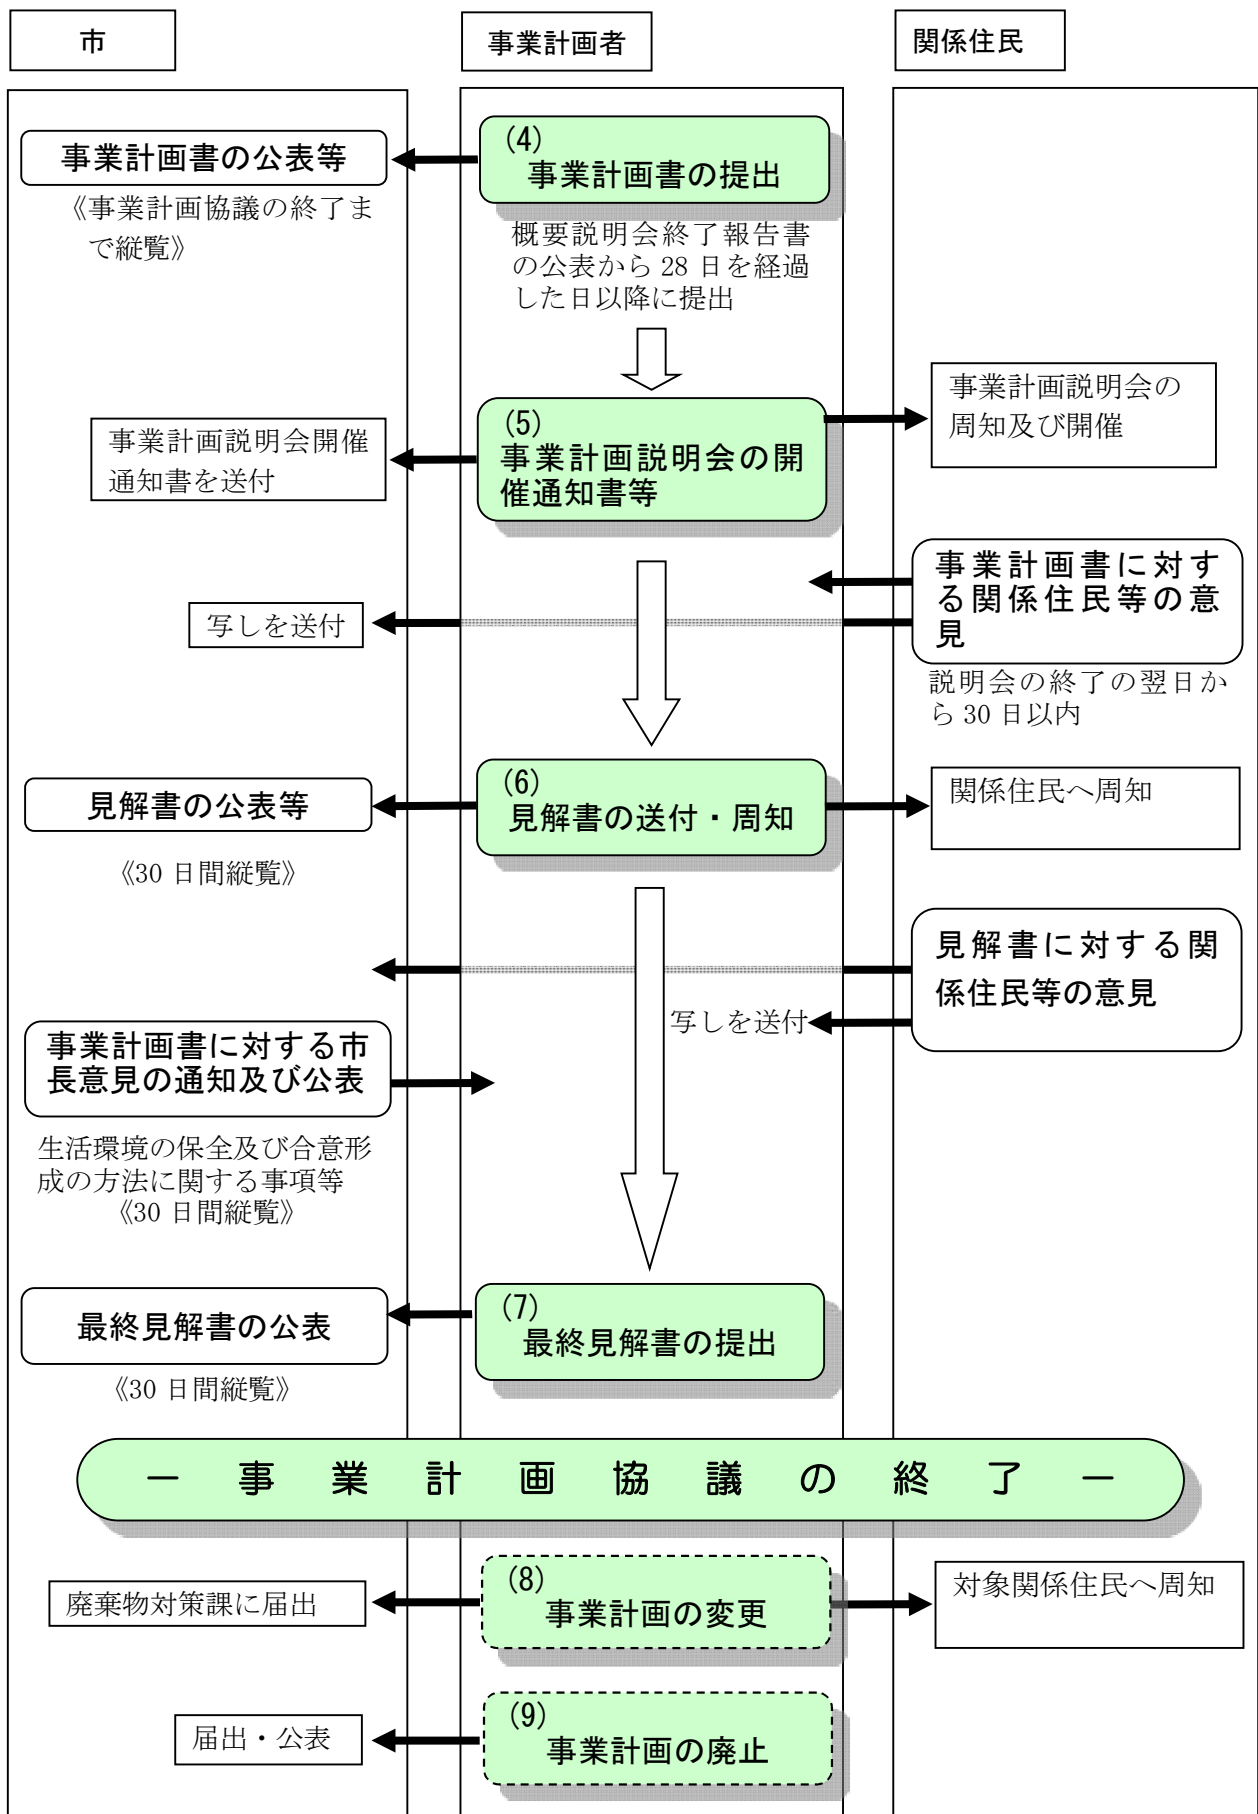 市
事業計画者
関係住民
事業計画書の公表等
《事業計画協議の終了ま
で縦覧》
(4)
事業計画書の提出
概要説明会終了報告書
の公表から 28 日を経過
した日以降に提出
事業計画説明会開催
通知書を送付
(5)
事業計画説明会の開
催通知書等
事業計画説明会の
周知及び開催
事業計画書に対す
る関係住民等の意
見
説明会の終了の翌日か
ら 30 日以内
写しを送付
見解書の公表等
《30 日間縦覧》
(6)
見解書の送付・周知
関係住民へ周知
見解書に対する関
係住民等の意見
写しを送付
事業計画書に対する市
長意見の通知及び公表
生活環境の保全及び合意形
成の方法に関する事項等
《30 日間縦覧》
最終見解書の公表
《30 日間縦覧》
(7)
最終見解書の提出
― 事 業 計 画 協 議 の 終 了 ―
廃棄物対策課に届出
(8)
事業計画の変更
対象関係住民へ周知
届出・公表
(9)
事業計画の廃止